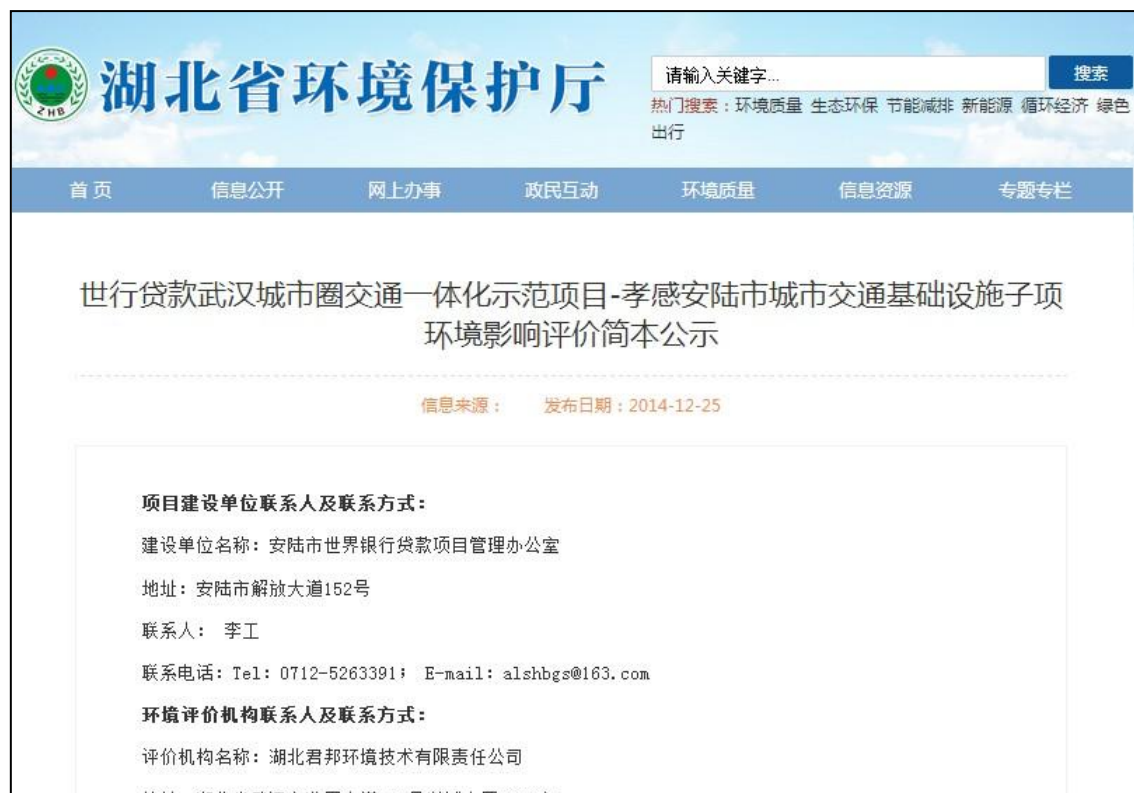 ZHB
湖北省环境保护厅
请输入关键字...
搜索
热门搜索：环境质量 生态环保 节能减排 新能源 循环经济 绿色
出行
首页 信息公开 网上办事 政民互动 环境质量 信息资源 专题专栏
世行贷款武汉城市圈交通一体化示范项目-孝感安陆市城市交通基础设施子项
环境影响评价简本公示
信息来源： 发布日期：2014-12-25
项目建设单位联系人及联系方式：
建设单位名称：安陆市世界银行贷款项目管理办公室
地址：安陆市解放大道152号
联系人： 李工
联系电话：Tel：0712-5263391； E-mail：alshbgs@163.com
环境评价机构联系人及联系方式：
评价机构名称：湖北君邦环境技术有限责任公司